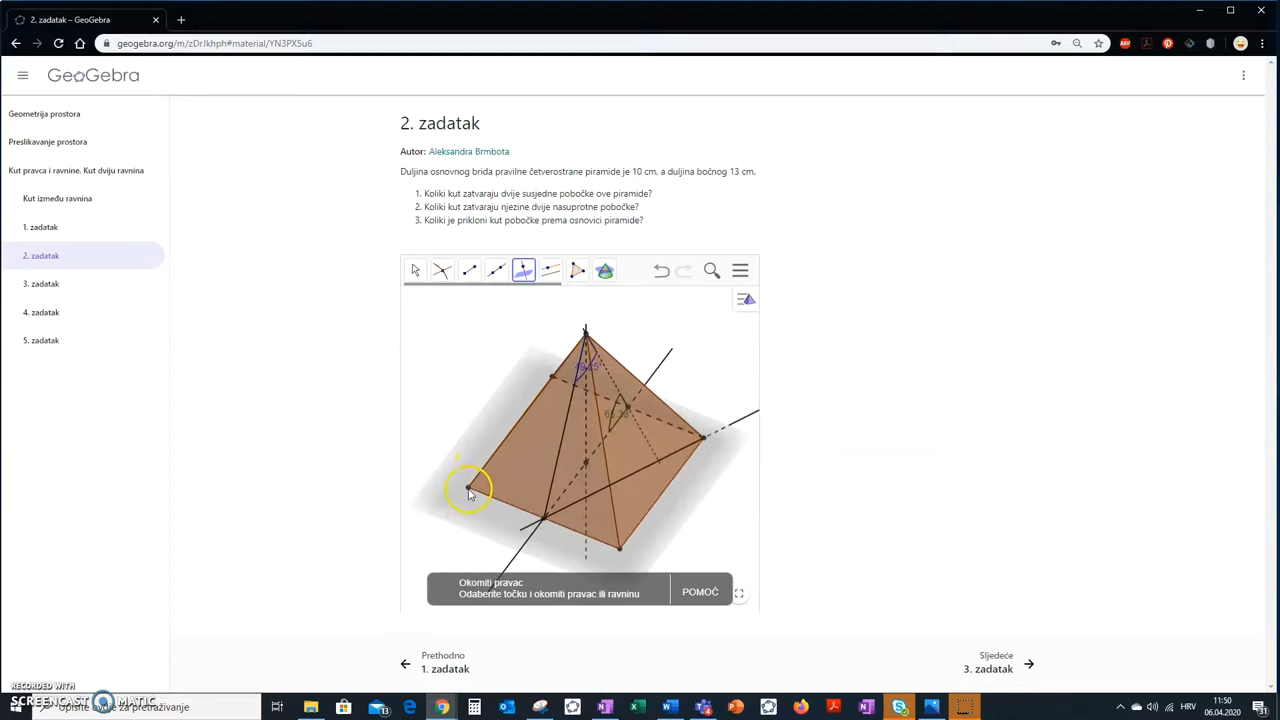 2. zadatak – GeoGebra
geogebra.org/m/zDrJkhph#material/YN3PX5u6
GeoGebra
Geometrija prostora
Preslikavanje prostora
Kut pravca i ravnine. Kut dviju ravnina
Kut između ravnina
1. zadatak
2. zadatak
3. zadatak
4. zadatak
5. zadatak
2. zadatak
Autor: Aleksandra Brmbota
Duljina osnovnog brida pravilne četverostrane piramide je 10 cm, a duljina bočnog 13 cm.
1. Koliki kut zatvaraju dvije susjedne pobočke ove piramide?
2. Koliki kut zatvaraju njezine dvije nasuprotne pobočke?
3. Koliki je prikloni kut pobočke prema osnovici piramide?
Okomiti pravac
Odaberite točku i okomiti pravac ili ravninu
POMOĆ
Prethodno
1. zadatak
Sljedeće
3. zadatak
RECORDED WITH
SCREENCAST MATIC
Upišite ovdje za pretraživanje
HRV
11:50
06.04.2020.